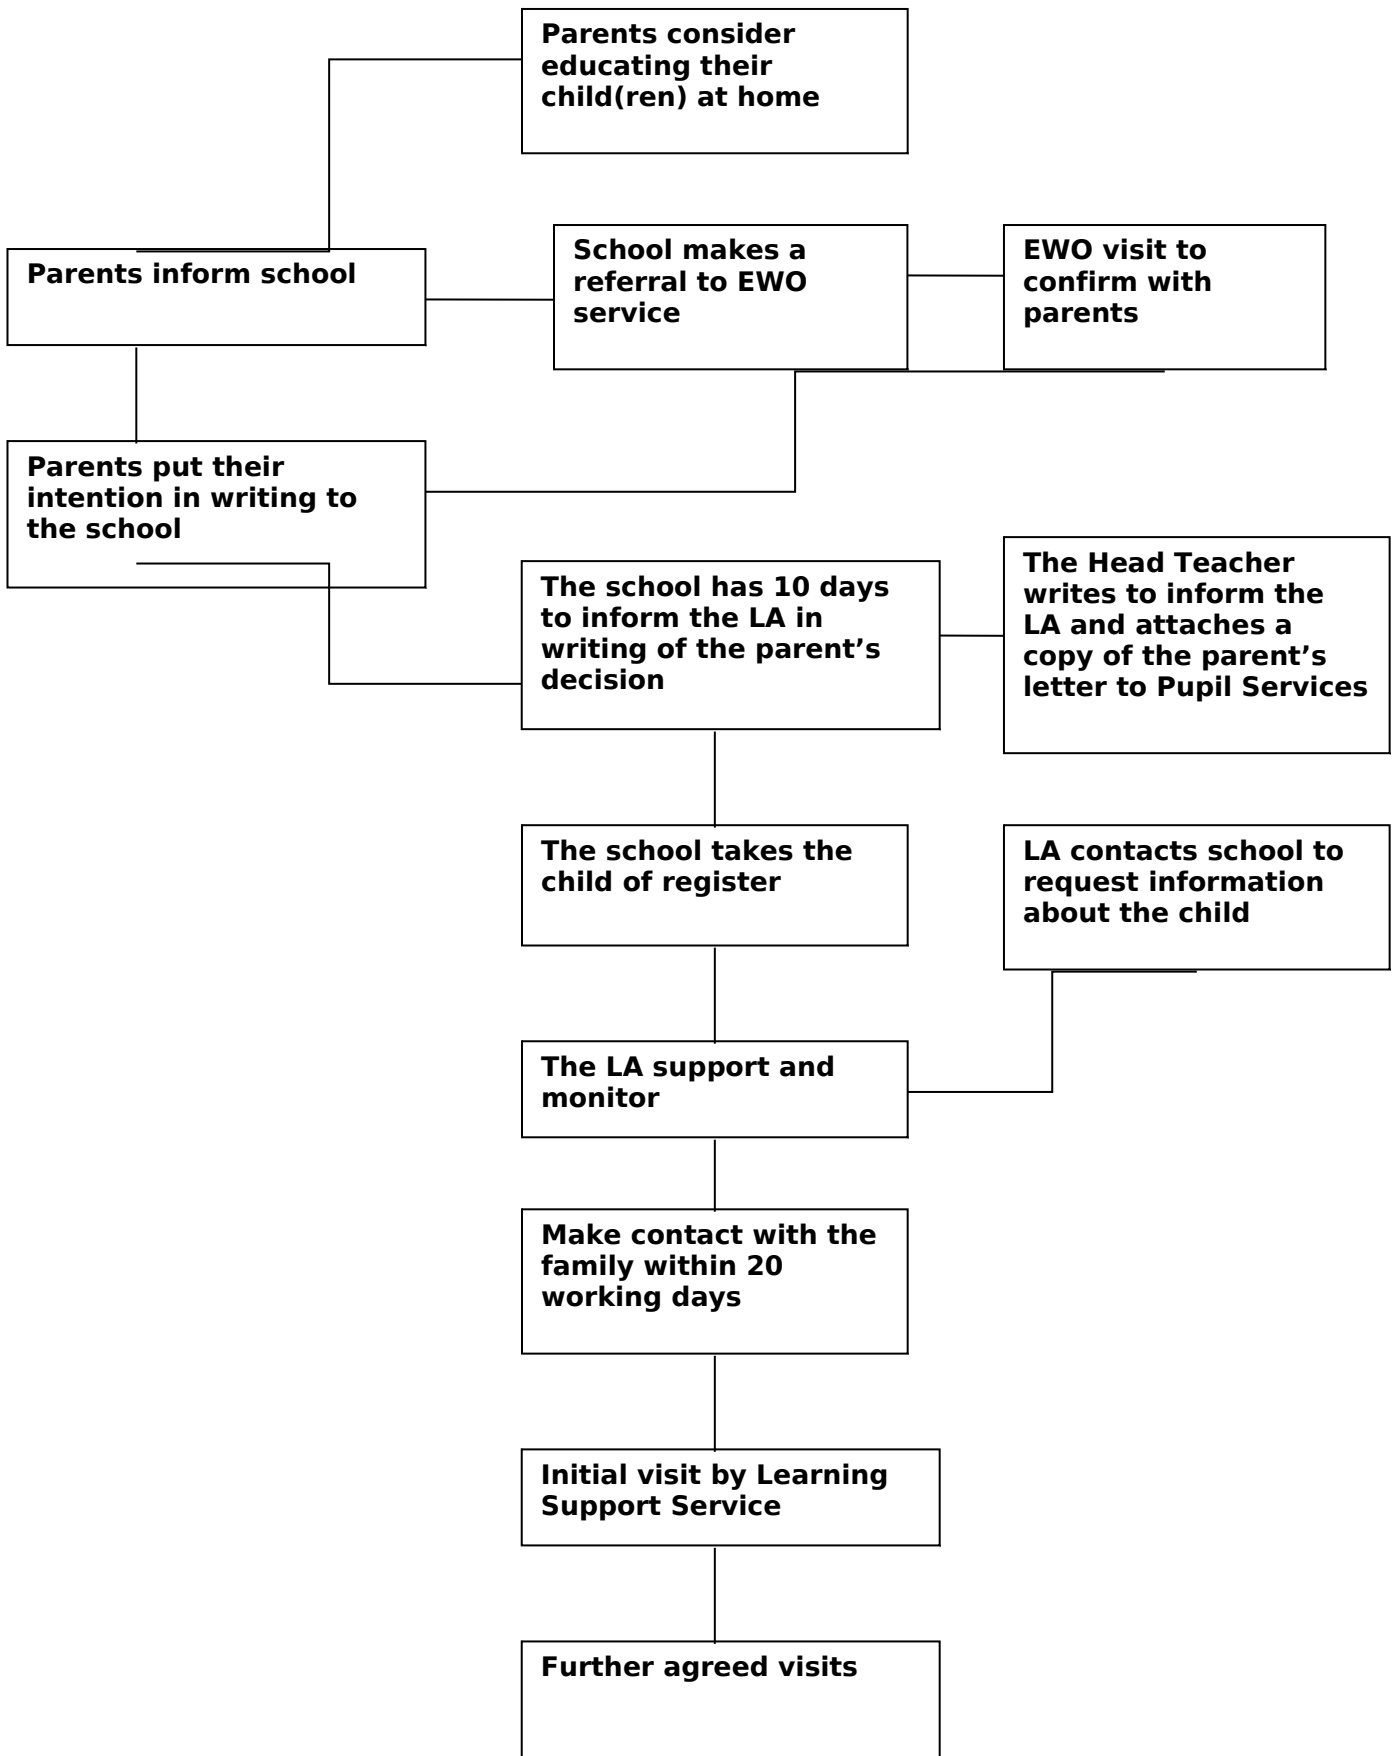 Parents consider
educating their
child(ren) at home
Parents inform school
School makes a
referral to EWO
service
EWO visit to
confirm with
parents
Parents put their
intention in writing to
the school
The school has 10 days
to inform the LA in
writing of the parent’s
decision
The Head Teacher
writes to inform the
LA and attaches a
copy of the parent’s
letter to Pupil Services
The school takes the
child of register
LA contacts school to
request information
about the child
The LA support and
monitor
Make contact with the
family within 20
working days
Initial visit by Learning
Support Service
Further agreed visits